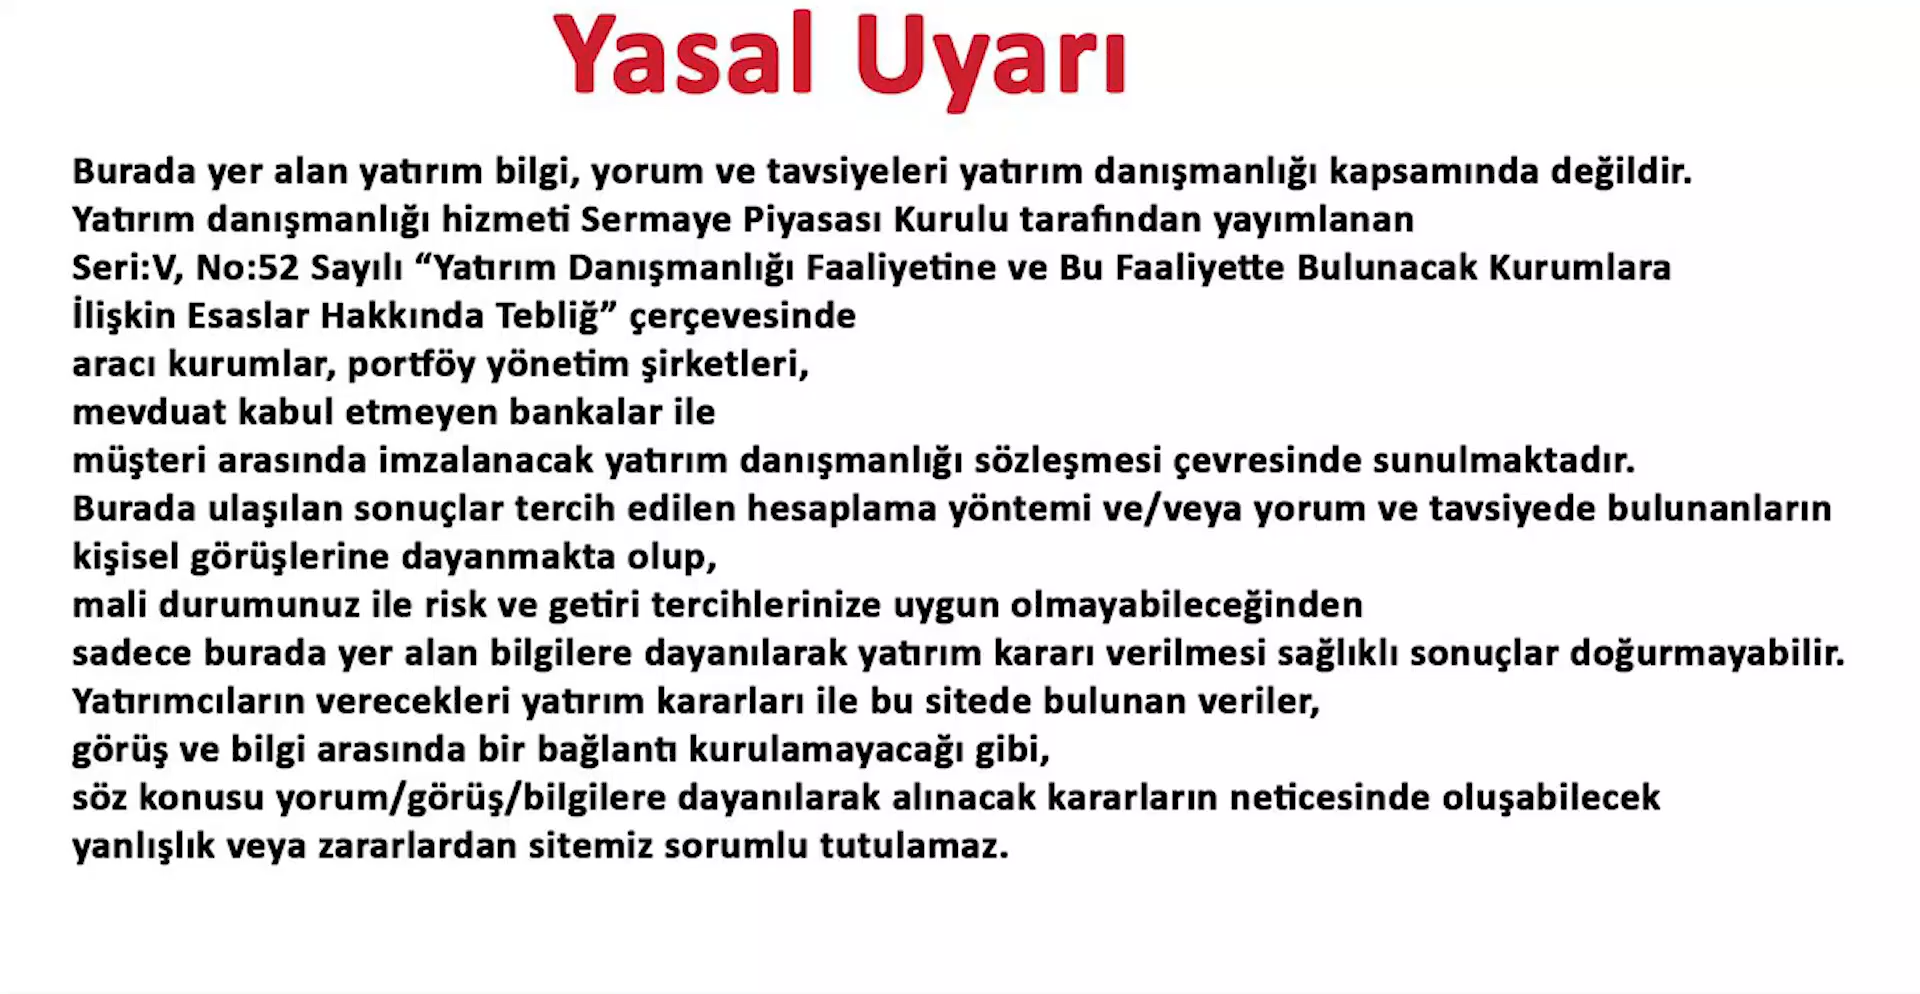 Yasal Uyarı
Burada yer alan yatırım bilgi, yorum ve tavsiyeleri yatırım danışmanlığı kapsamında değildir.
Yatırım danışmanlığı hizmeti Sermaye Piyasası Kurulu tarafından yayımlanan
Seri:V, No:52 Sayılı “Yatırım Danışmanlığı Faaliyetine ve Bu Faaliyette Bulunacak Kurumlara
İlişkin Esaslar Hakkında Tebliğ” çerçevesinde
aracı kurumlar, portföy yönetim şirketleri,
mevduat kabul etmeyen bankalar ile
müşteri arasında imzalanacak yatırım danışmanlığı sözleşmesi çevresinde sunulmaktadır.
Burada ulaşılan sonuçlar tercih edilen hesaplama yöntemi ve/veya yorum ve tavsiyede bulunanların
kişisel görüşlerine dayanmakta olup,
mali durumunuz ile risk ve getiri tercihlerinize uygun olmayabileceğinden
sadece burada yer alan bilgilere dayanılarak yatırım kararı verilmesi sağlıklı sonuçlar doğurmayabilir.
Yatırımcıların verecekleri yatırım kararları ile bu sitede bulunan veriler,
görüş ve bilgi arasında bir bağlantı kurulamayacağı gibi,
söz konusu yorum/görüş/bilgilere dayanılarak alınacak kararların neticesinde oluşabilecek
yanlışlık veya zararlardan sitemiz sorumlu tutulamaz.